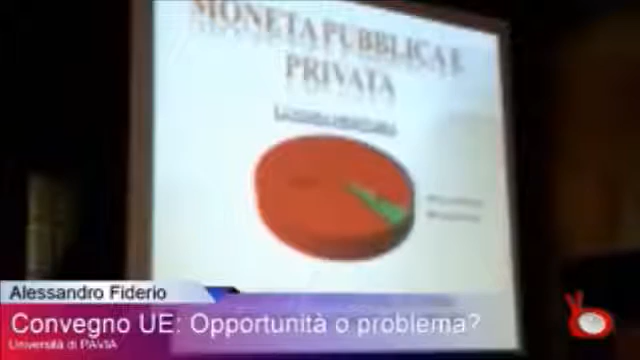 MONETA PUBBLICA E
PRIVATA
Alessandro Fiderio
Convegno UE: Opportunità o problema?
Università di PAVIA